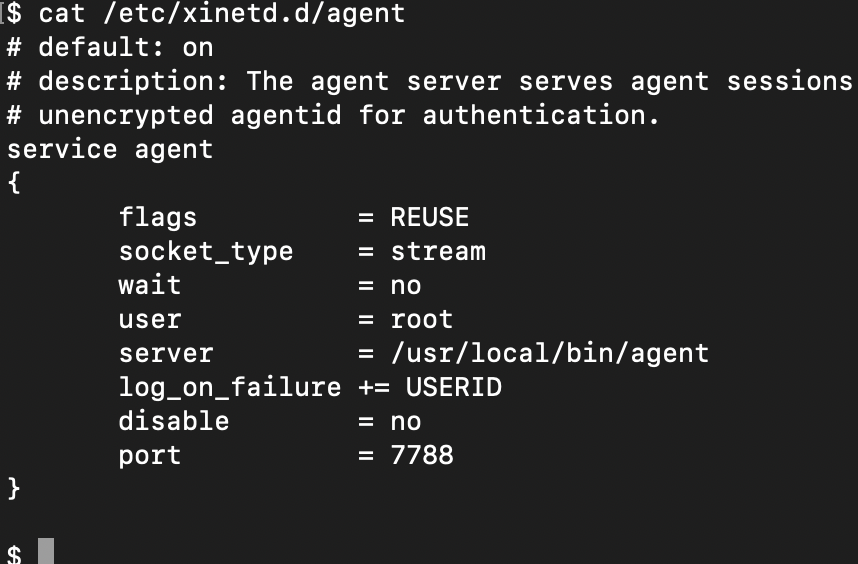 [$ cat /etc/xinetd.d/agent
# default: on
# description: The agent server serves agent sessions
# unencrypted agentid for authentication.
service agent
{
        flags          = REUSE
        socket_type    = stream
        wait           = no
        user           = root
        server         = /usr/local/bin/agent
        log_on_failure += USERID
        disable        = no
        port           = 7788
}
$